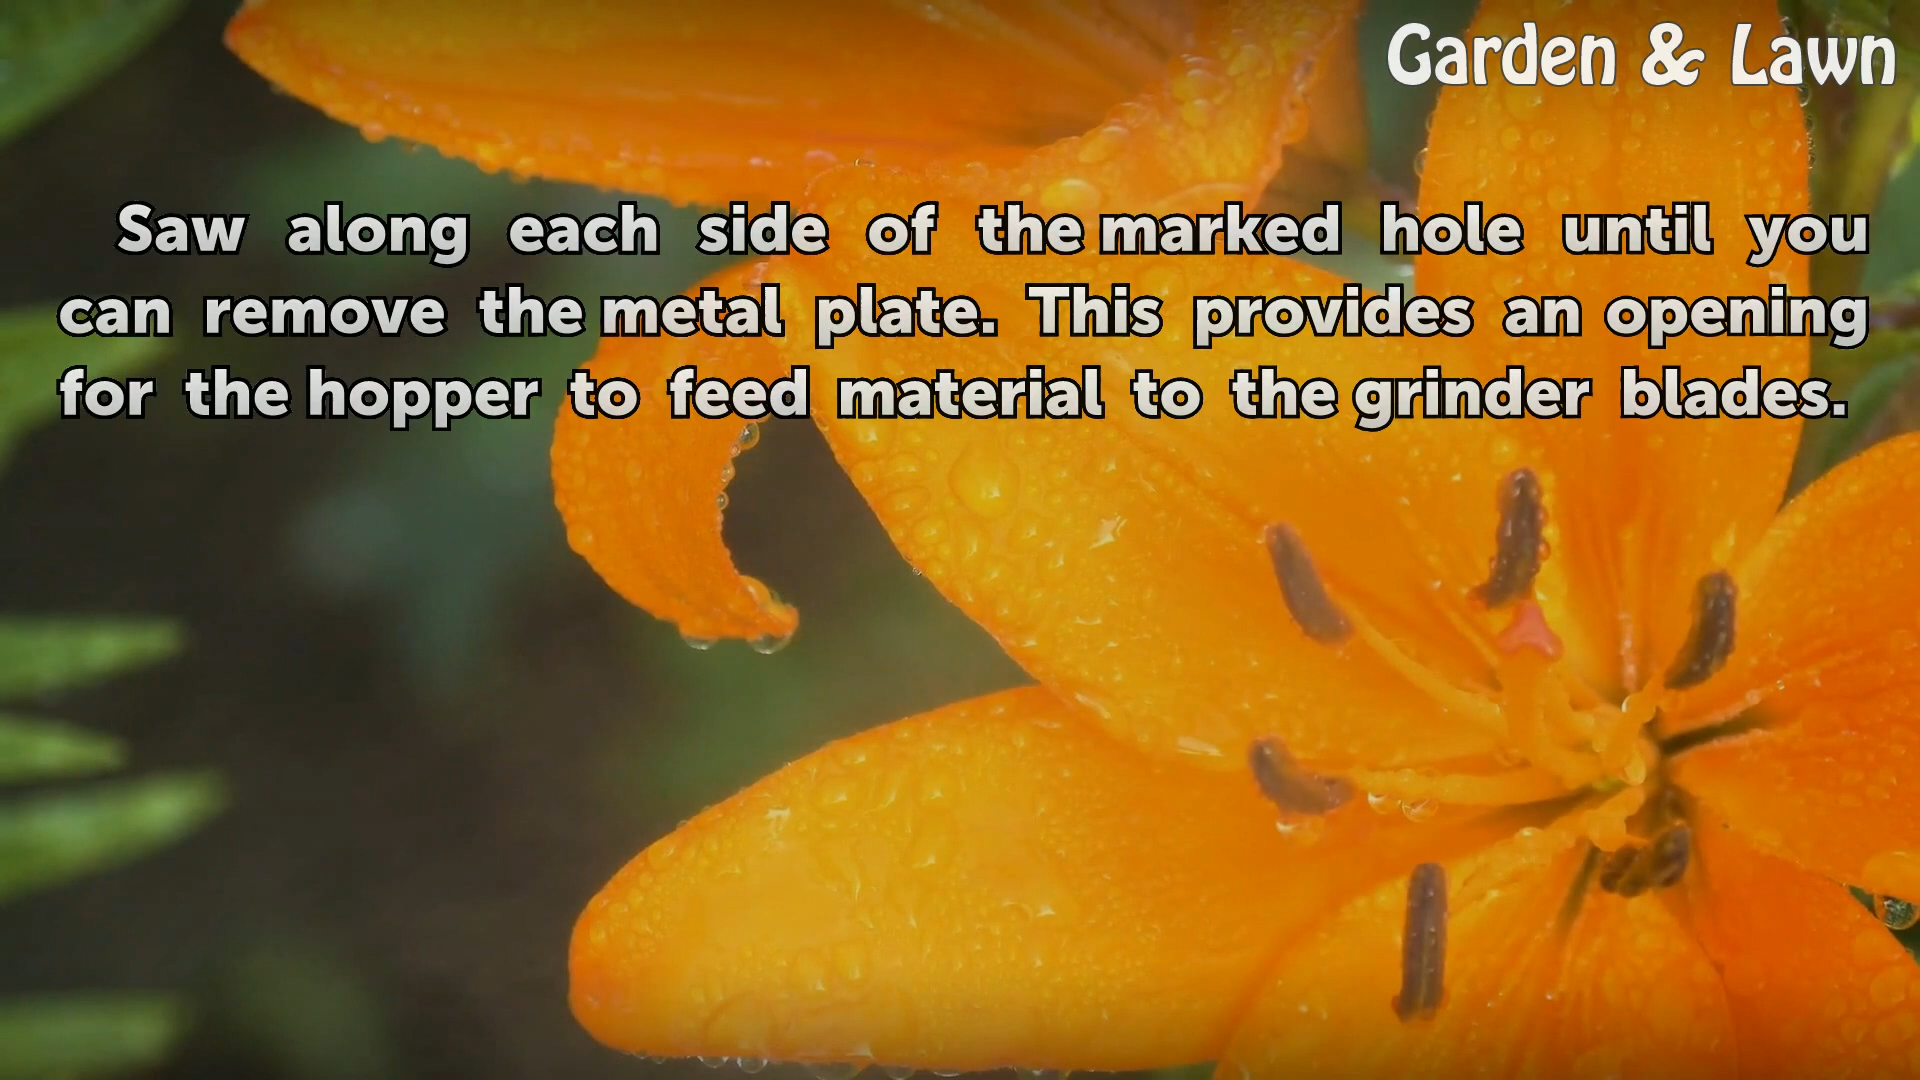 Garden & Lawn
Saw along each side of the marked hole until you
can remove the metal plate. This provides an opening
for the hopper to feed material to the grinder blades.